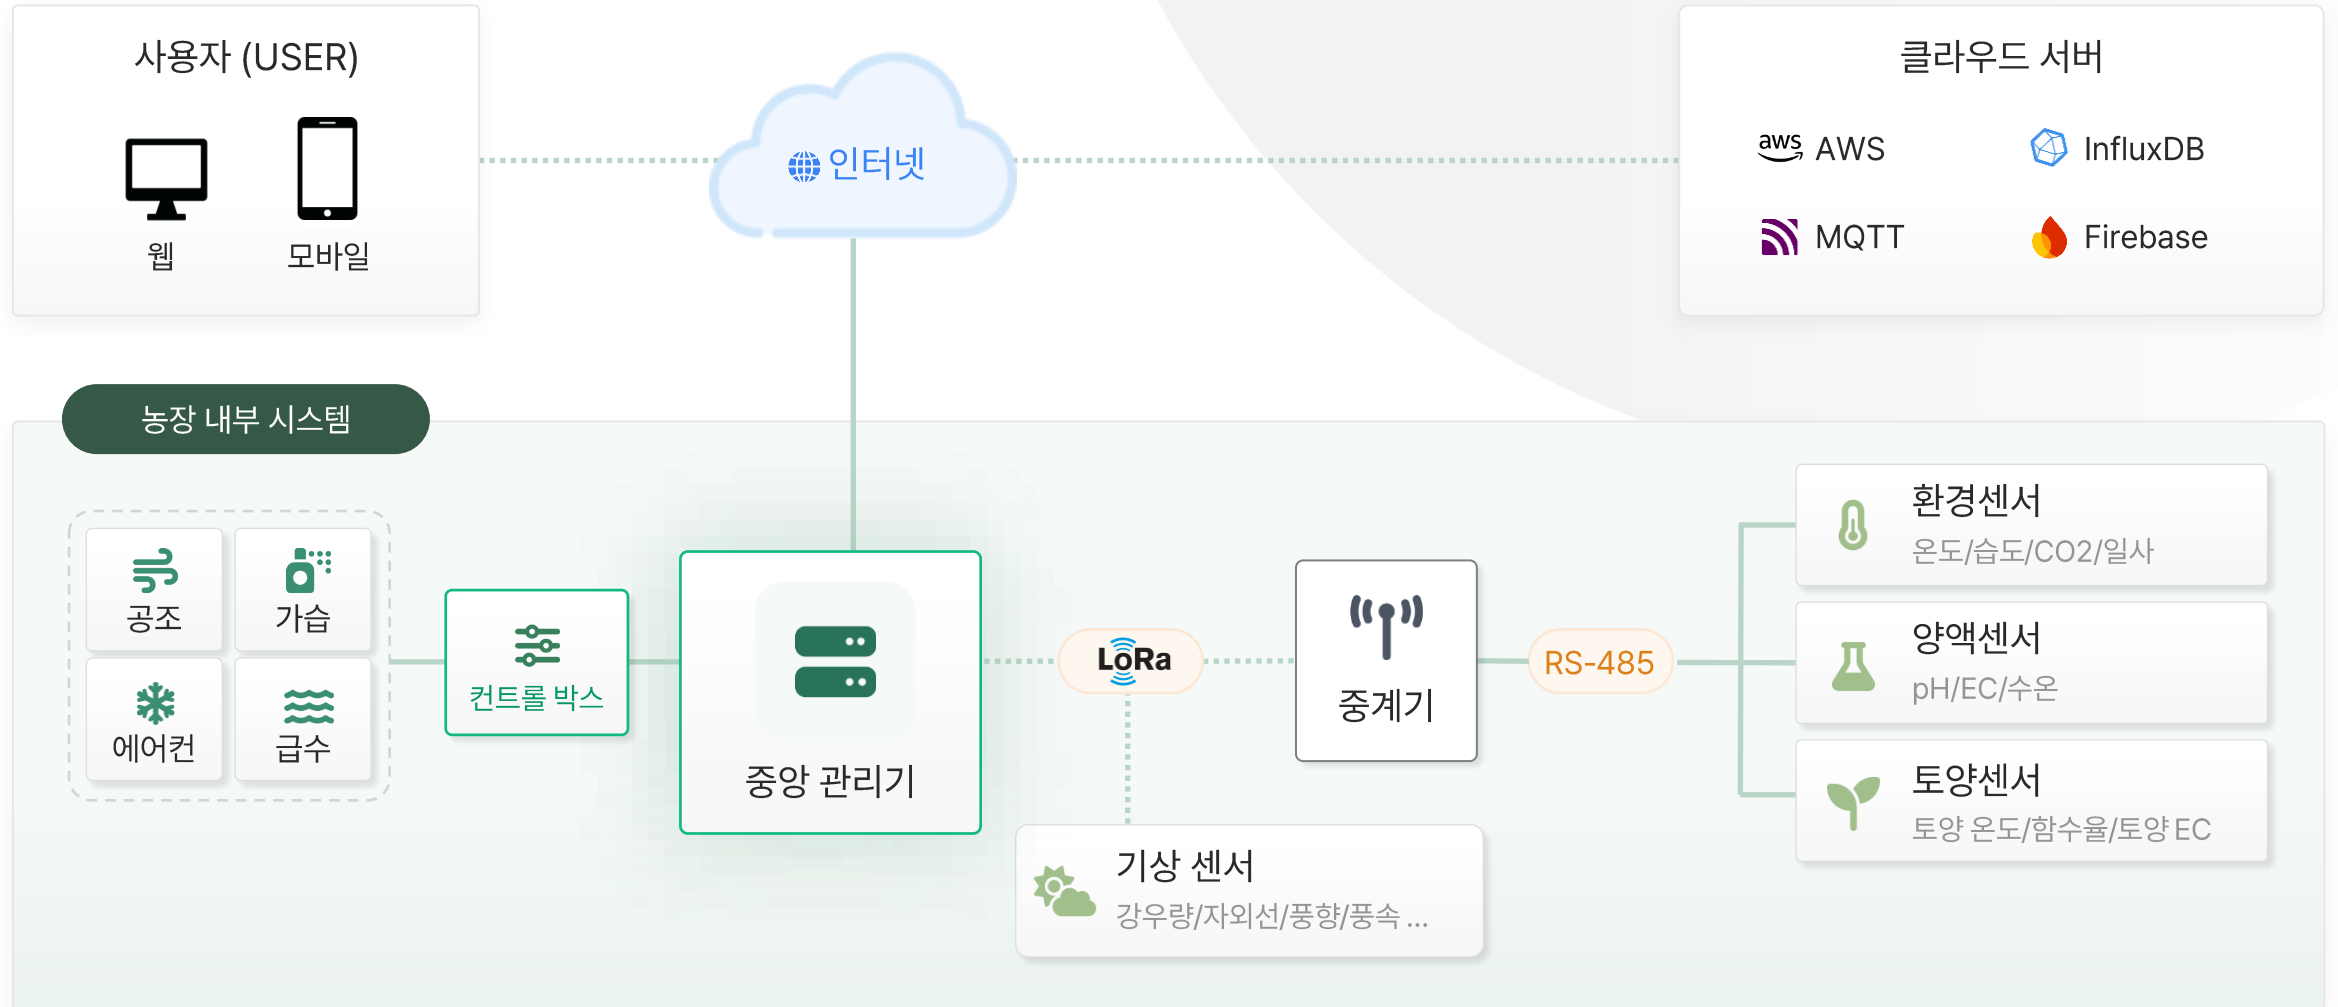 사용자 (USER)
웹
모바일
인터넷
클라우드 서버
aws AWS
InfluxDB
MQTT
Firebase
농장 내부 시스템
공조
가습
에어컨
급수
컨트롤 박스
중앙 관리기
LoRa
중계기
RS-485
환경센서
온도/습도/CO2/일사
양액센서
pH/EC/수온
토양센서
토양 온도/함수율/토양 EC
기상 센서
강우량/자외선/풍향/풍속 ...